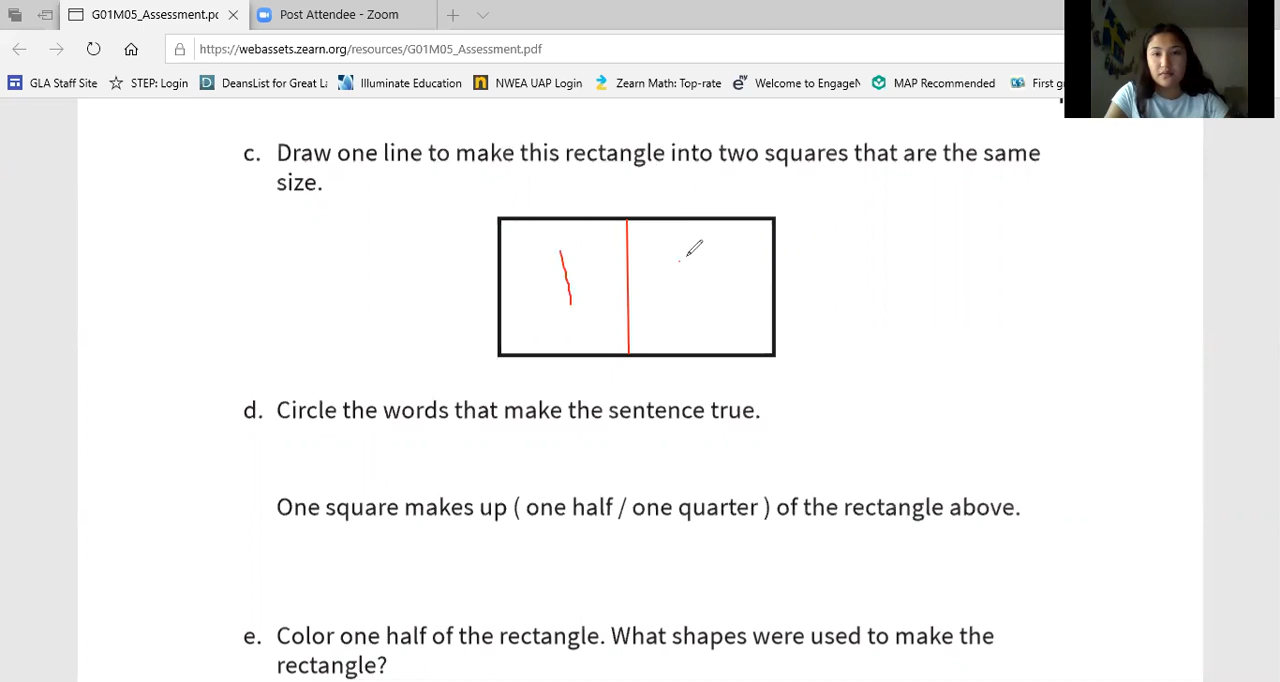 G01M05_Assessment.pc
Post Attendee - Zoom
https://webassets.zearn.org/resources/G01M05_Assessment.pdf
GLA Staff Site
STEP: Login
DeansList for Great La
Illuminate Education
NWEA UAP Login
Zearn Math: Top-rate
Welcome to EngageN
MAP Recommended
First g
c. Draw one line to make this rectangle into two squares that are the same
size.
d. Circle the words that make the sentence true.
One square makes up ( one half / one quarter ) of the rectangle above.
e. Color one half of the rectangle. What shapes were used to make the
rectangle?